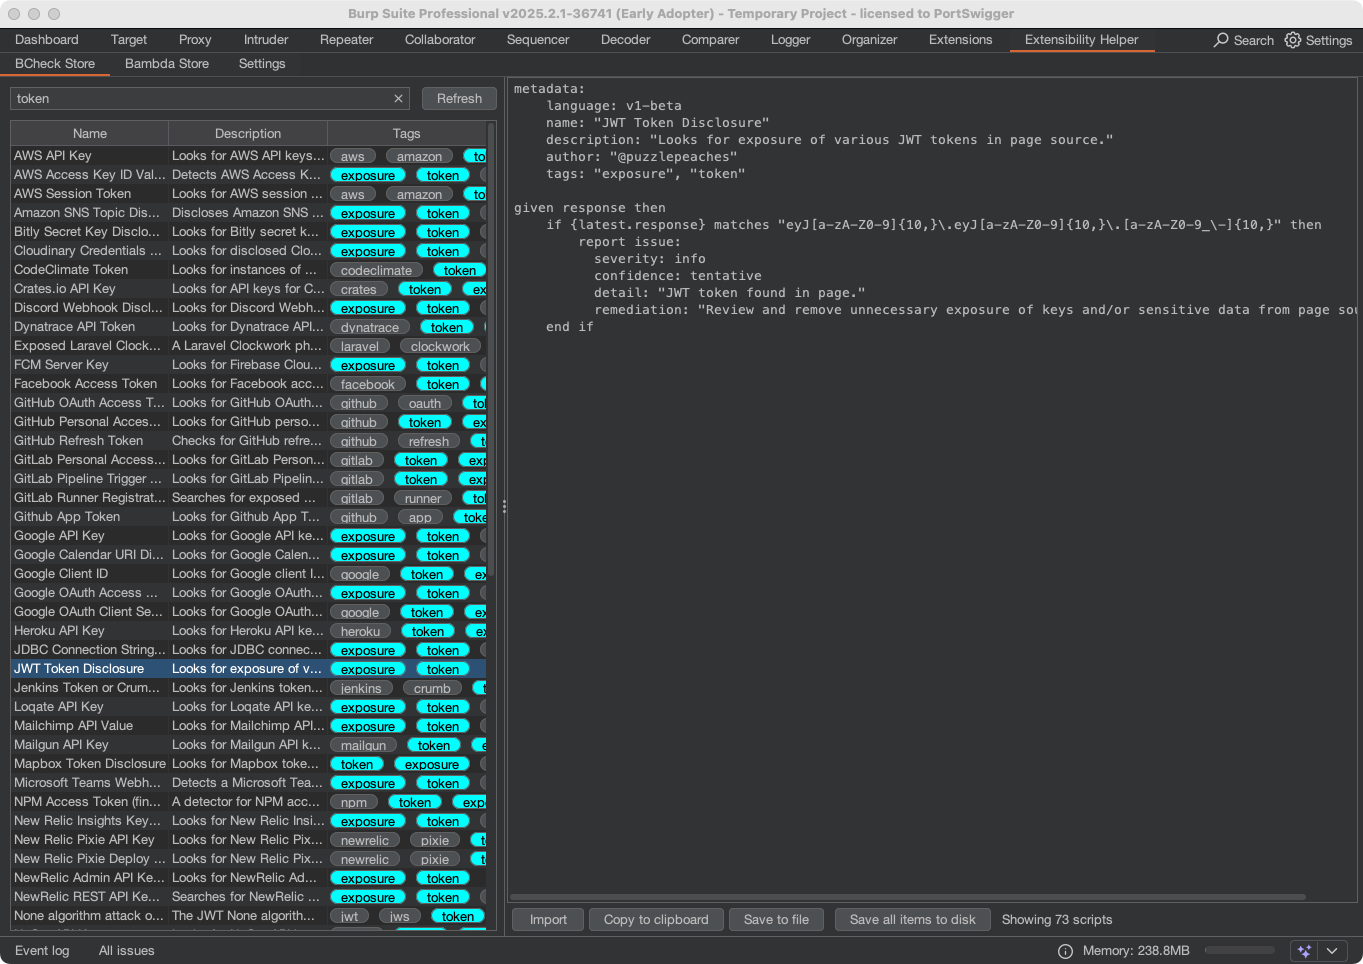 Burp Suite Professional v2025.2.1-36741 (Early Adopter) - Temporary Project - licensed to PortSwigger
Dashboard Target Proxy Intruder Repeater Collaborator Sequencer Decoder Comparer Logger Organizer Extensions Extensibility Helper Search Settings
BCheck Store Bambda Store Settings
token Refresh
Name Description Tags
AWS API Key Looks for AWS API keys... aws amazon to
AWS Access Key ID Val... Detects AWS Access K... exposure token
AWS Session Token Looks for AWS session ... aws amazon to
Amazon SNS Topic Dis... Discloses Amazon SNS ... exposure token
Bitly Secret Key Disclo... Looks for Bitly secret k... exposure token
Cloudinary Credentials ... Looks for disclosed Clo... exposure token
CodeClimate Token Looks for instances of ... codeclimate token
Crates.io API Key Looks for API keys for C... crates token ex
Discord Webhook Discl... Looks for Discord Webh... exposure token
Dynatrace API Token Looks for Dynatrace API... dynatrace token
Exposed Laravel Clock... A Laravel Clockwork ph... laravel clockwork
FCM Server Key Looks for Firebase Clou... exposure token
Facebook Access Token Looks for Facebook acc... facebook token
GitHub OAuth Access T... Looks for GitHub OAuth... github oauth to
GitHub Personal Acces... Looks for GitHub perso... github token ex
GitHub Refresh Token Checks for GitHub refre... github refresh t
GitLab Personal Access... Looks for GitLab Person... gitlab token exp
GitLab Pipeline Trigger ... Looks for GitLab Pipelin... gitlab token exp
GitLab Runner Registrat... Searches for exposed ... gitlab runner to
Github App Token Looks for Github App T... github app toke
Google API Key Looks for Google API ke... exposure token
Google Calendar URI Di... Looks for Google Calen... exposure token
Google Client ID Looks for Google client I... google token ex
Google OAuth Access ... Looks for Google OAuth... exposure token
Google OAuth Client Se... Looks for Google OAuth... google token ex
Heroku API Key Looks for Heroku API ke... heroku token ex
JDBC Connection String... Looks for JDBC connec... exposure token
JWT Token Disclosure Looks for exposure of v... exposure token
Jenkins Token or Crum... Looks for Jenkins token... jenkins crumb t
Loqate API Key Looks for Loqate API ke... exposure token
Mailchimp API Value Looks for Mailchimp API... exposure token
Mailgun API Key Looks for Mailgun API k... mailgun token e
Mapbox Token Disclosure Looks for Mapbox toke... token exposure
Microsoft Teams Webh... Detects a Microsoft Tea... exposure token
NPM Access Token (fin... A detector for NPM acc... npm token exp
New Relic Insights Key... Looks for New Relic Insi... exposure token
New Relic Pixie API Key Looks for New Relic Pix... newrelic pixie t
New Relic Pixie Deploy ... Looks for New Relic Pix... newrelic pixie t
NewRelic Admin API Ke... Looks for NewRelic Ad... exposure token
NewRelic REST API Ke... Searches for NewRelic ... exposure token
None algorithm attack o... The JWT None algorith... jwt jws token
metadata:
language: v1-beta
name: "JWT Token Disclosure"
description: "Looks for exposure of various JWT tokens in page source."
author: "@puzzlepeaches"
tags: "exposure", "token"
given response then
if {latest.response} matches "eyJ[a-zA-Z0-9]{10,}\.eyJ[a-zA-Z0-9]{10,}\.[a-zA-Z0-9_\-]{10,}" then
report issue:
severity: info
confidence: tentative
detail: "JWT token found in page."
remediation: "Review and remove unnecessary exposure of keys and/or sensitive data from page sou
end if
Import Copy to clipboard Save to file Save all items to disk Showing 73 scripts
Event log All issues Memory: 238.8MB